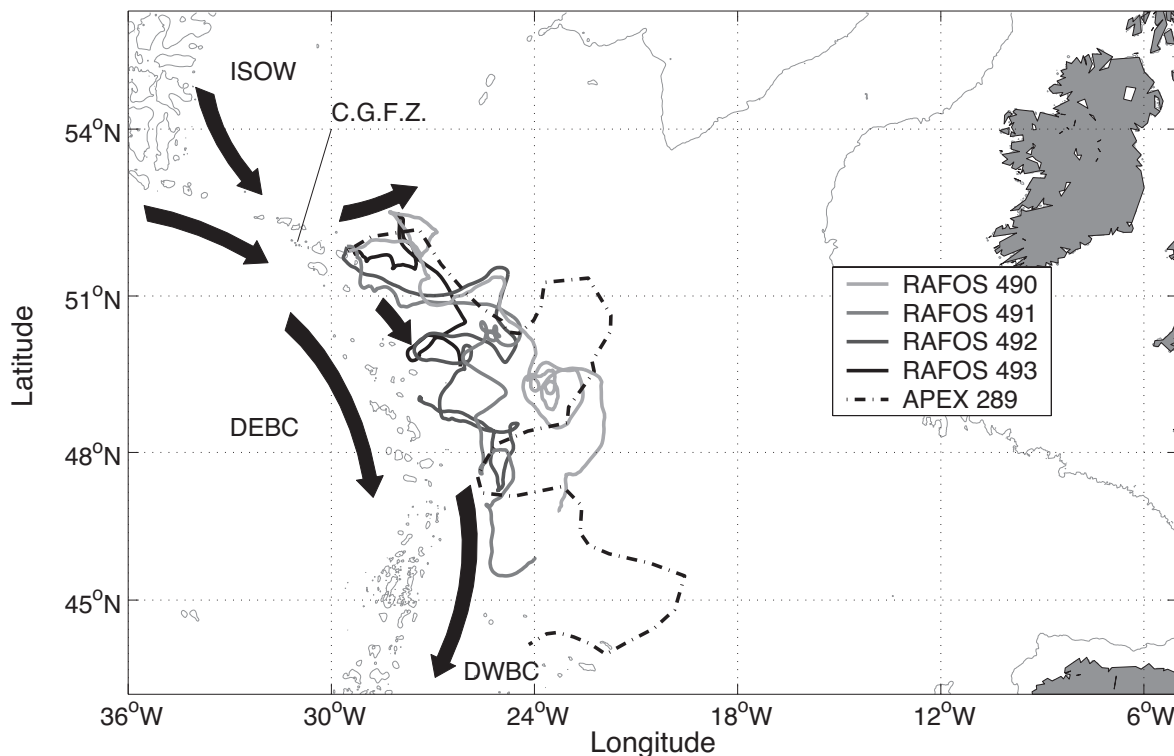 ISOW
C.G.F.Z.
54°N
51°N
RAFOS 490
RAFOS 491
RAFOS 492
RAFOS 493
APEX 289
Latitude
DEBC
48°N
45°N
DWBC
36°W 30°W 24°W 18°W 12°W 6°W
Longitude